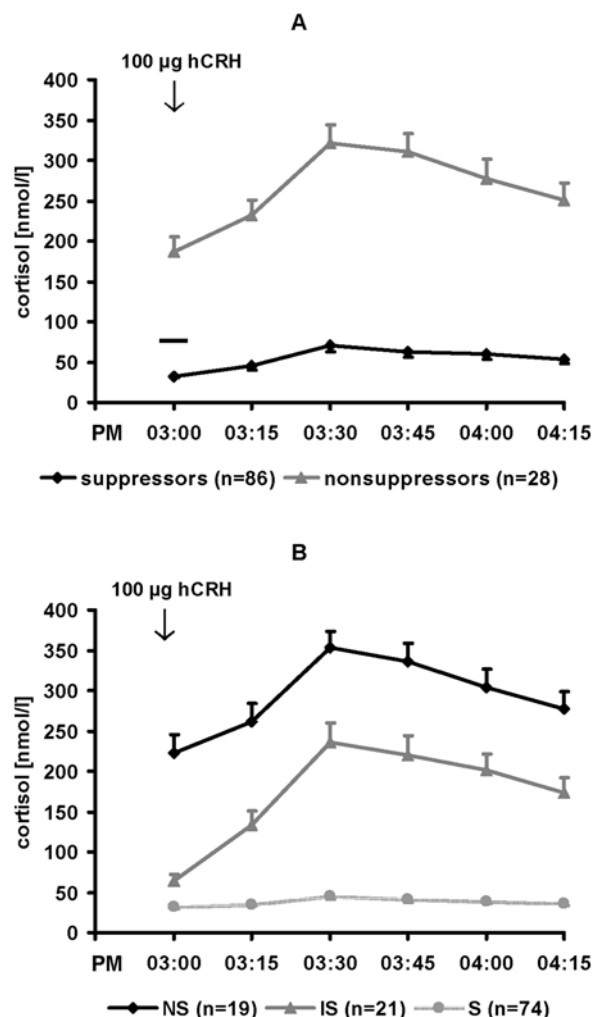 A
100 µg hCRH
400
350
300
250
200
150
100
50
0
cortisol [nmol/l]
PM 03:00 03:15 03:30 03:45 04:00 04:15
suppressors (n=86) nonsuppressors (n=28)
B
100 µg hCRH
400
350
300
250
200
150
100
50
0
cortisol [nmol/l]
PM 03:00 03:15 03:30 03:45 04:00 04:15
NS (n=19) IS (n=21) S (n=74)